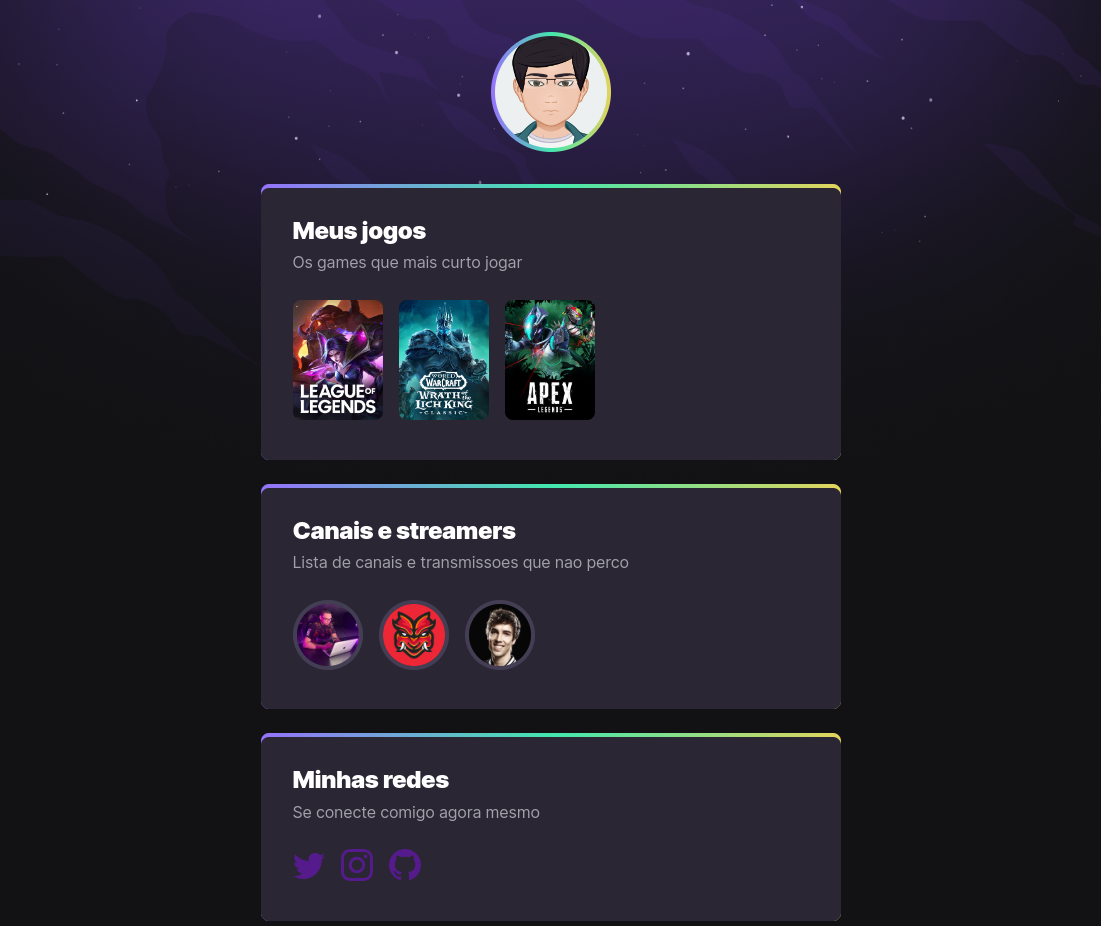 Meus jogos
Os games que mais curto jogar
LEAGUE OF
LEGENDS
WORLD
WARCRAFT
WRATH of the
LICH KING
CLASSIC
APEX
LEGENDS
Canais e streamers
Lista de canais e transmissoes que nao perco
Minhas redes
Se conecte comigo agora mesmo